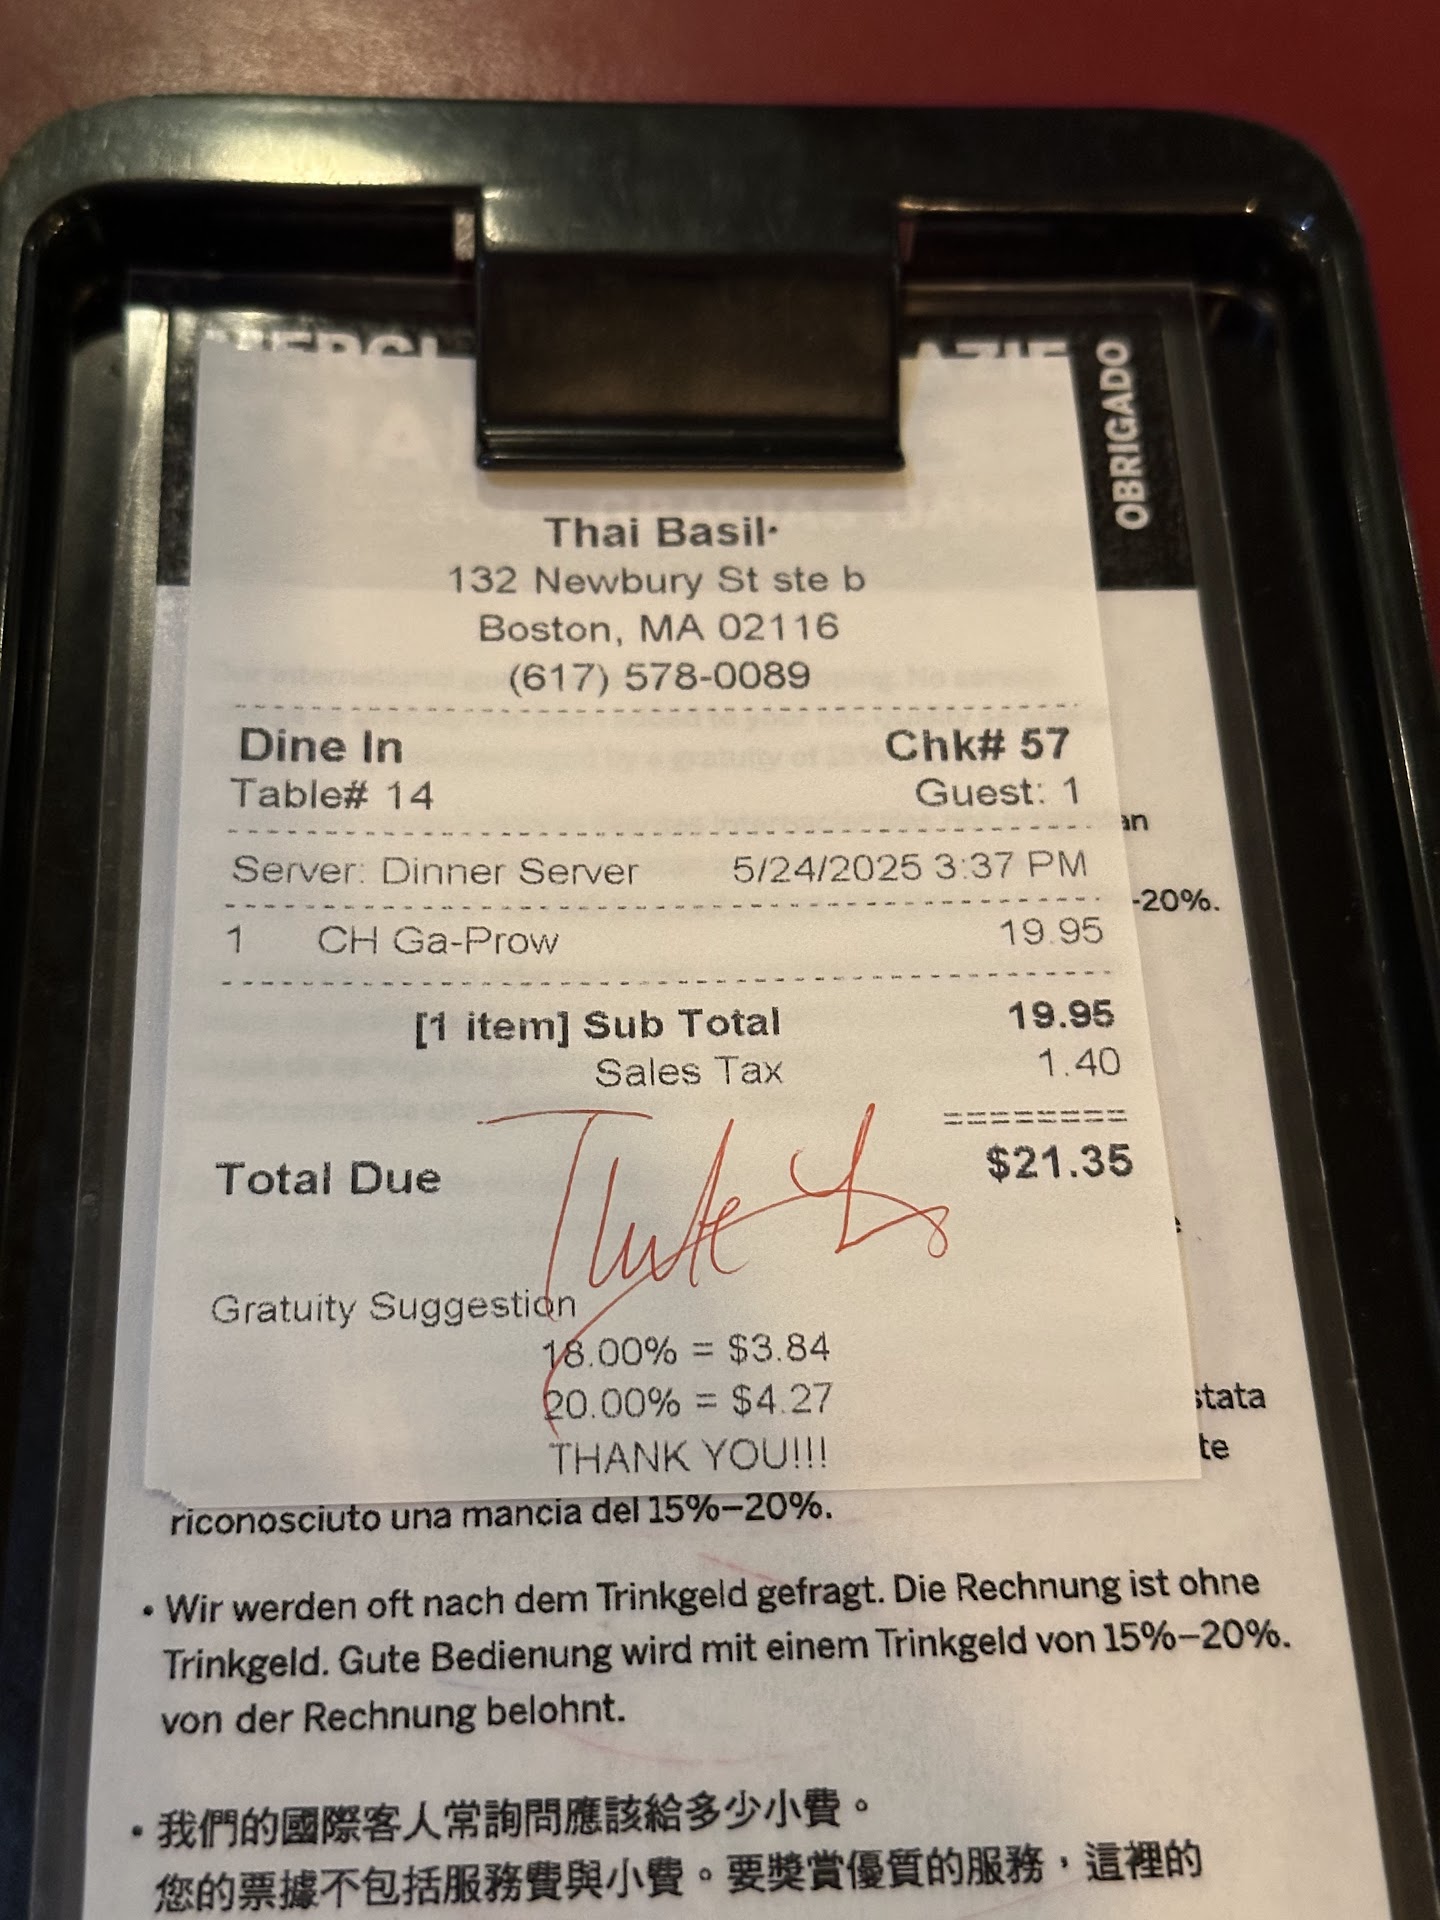 OBRIGADO
Thai Basil
132 Newbury St ste b
Boston, MA 02116
(617) 578-0089
Dine In Chk# 57
Table# 14 Guest: 1
Server: Dinner Server 5/24/2025 3:37 PM
-20%.
1 CH Ga-Prow 19.95
[1 item] Sub Total 19.95
Sales Tax 1.40
========
Total Due $21.35
Gratuity Suggestion
18.00% = $3.84
20.00% = $4.27
THANK YOU!!!
riconosciuto una mancia del 15%–20%.
• Wir werden oft nach dem Trinkgeld gefragt. Die Rechnung ist ohne
Trinkgeld. Gute Bedienung wird mit einem Trinkgeld von 15%–20%.
von der Rechnung belohnt.
• 我們的國際客人常詢問應該給多少小費。
您的票據不包括服務費與小費。要獎賞優質的服務，這裡的